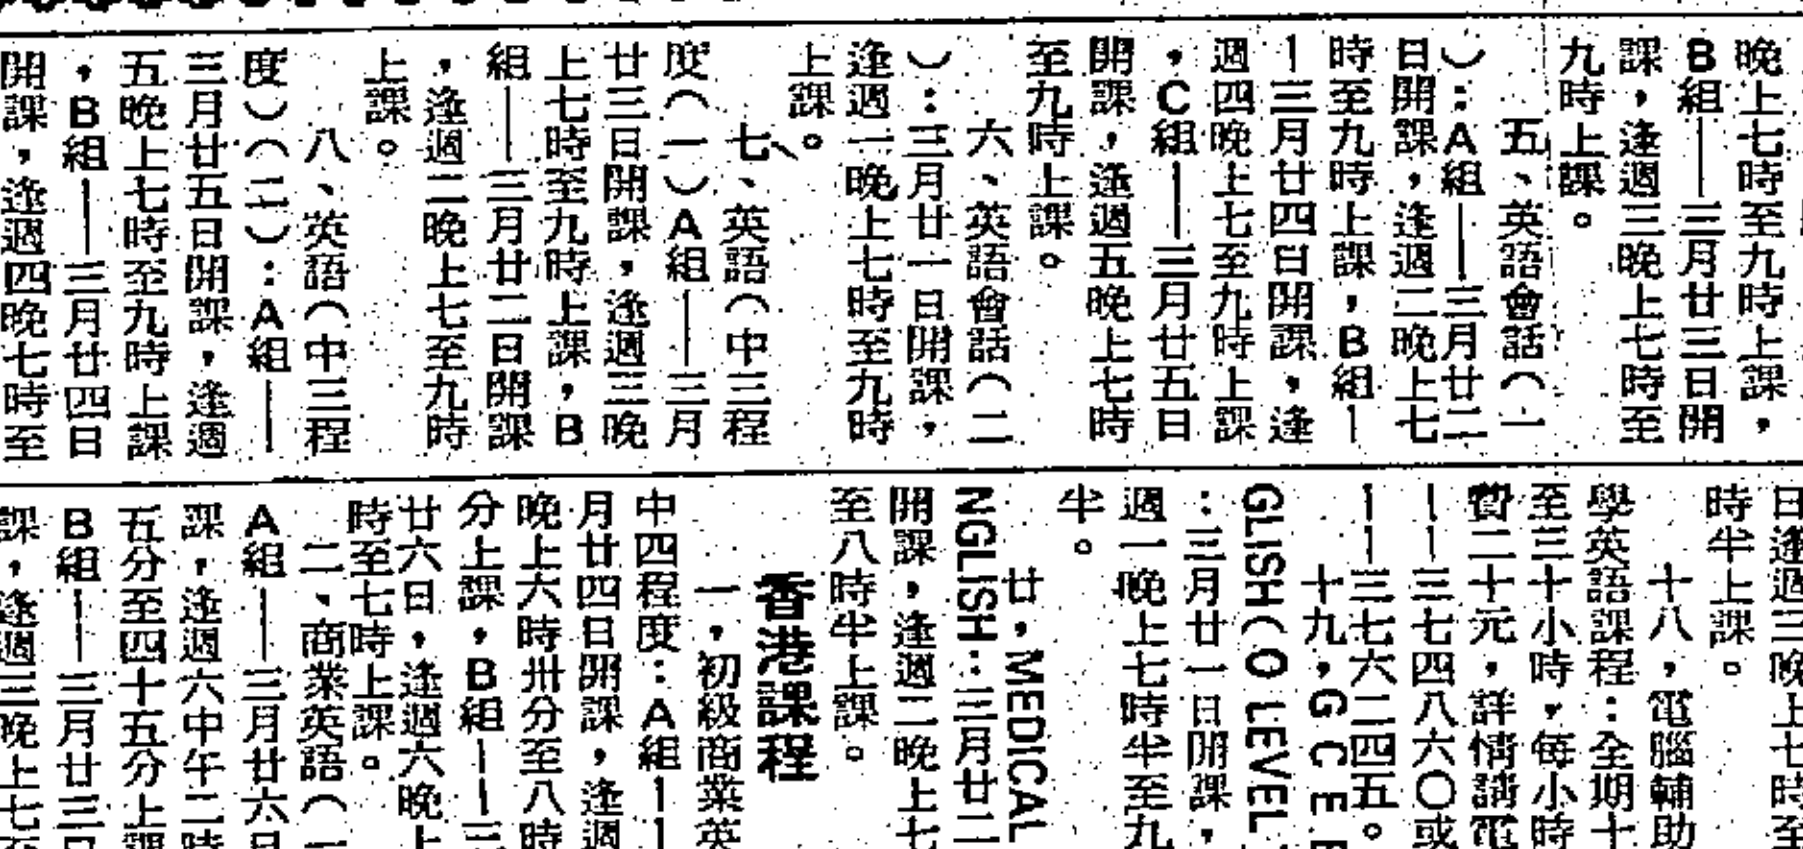 晚上七時至九時上課，
B組——三月廿三日開
課，逢週三晚上七時至
九時上課。
五、英語會話（一
）：A組——三月廿二
日開課，逢週二晚上七
時至九時上課，B組—
—三月廿四日開課，逢
週四晚上七至九時上課
，C組——三月廿五日
開課，逢週五晚上七時
至九時上課。
六、英語會話（二
）：三月廿一日開課，
逢週一晚上七時至九時
上課。
七、英語（中三程
度（一）A組——三月
廿三日開課，逢週三晚
上七時至九時上課，B
組——三月廿二日開課
，逢週二晚上七至九時
上課。
八、英語（中三程
度）（二）：A組——
三月廿五日開課，逢週
五晚上七時至九時上課
，B組——三月廿四日
開課，逢週四晚七時至
日逢週三晚上七時至
時半上課。
十八，電腦輔助
學英語課程：全期十
至三十小時，每小時
費二十元，詳情請電
——三七四八六〇或
——三七六二四五。
十九，G C E E
GLISH（O LEVEL
：三月廿一日開課，
週一晚上七時半至九
半。
廿，MEDICAL
NGLISH：三月廿二
開課，逢週二晚上七
至八時半上課。
香港課程
一，初級商業英
中四程度：A組——
月廿四日開課，逢週
晚上六時卅分至八時
分上課，B組——三
廿六日，逢週六晚上
時至七時上課。
二、商業英語（一
A組——三月廿六日
課，逢週六中午二時
五分至四十五分上課
B組——三月廿三日
課，逢週三晚上七至